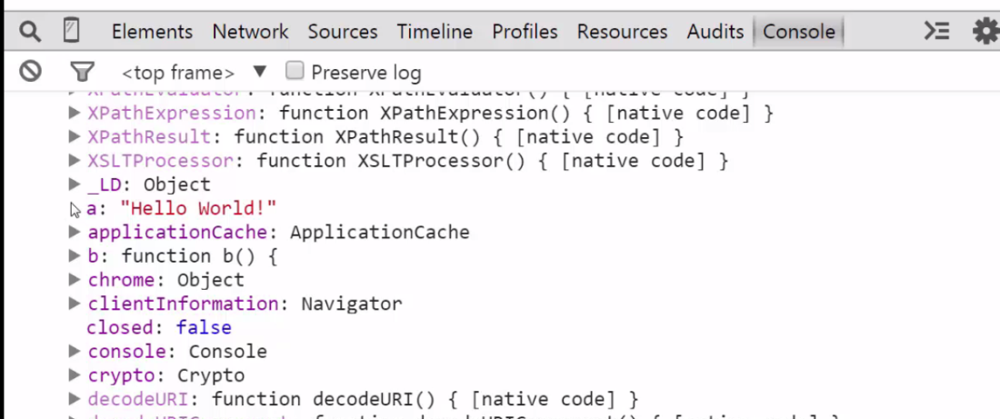 Elements Network Sources Timeline Profiles Resources Audits Console
<top frame> ▼ Preserve log
XPathEvaluator: function XPathEvaluator() { [native code] }
XPathExpression: function XPathExpression() { [native code] }
XPathResult: function XPathResult() { [native code] }
XSLTProcessor: function XSLTProcessor() { [native code] }
_LD: Object
a: "Hello World!"
applicationCache: ApplicationCache
b: function b() {
chrome: Object
clientInformation: Navigator
closed: false
console: Console
crypto: Crypto
decodeURI: function decodeURI() { [native code] }